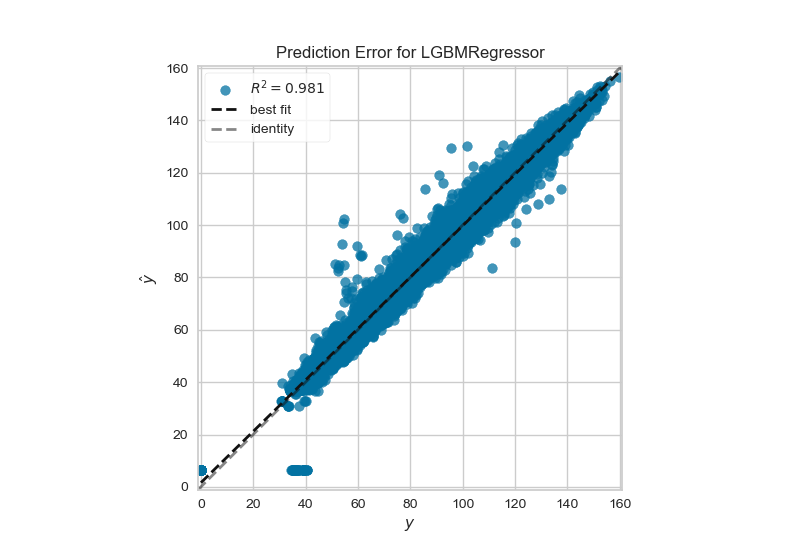 Prediction Error for LGBMRegressor
R² = 0.981
best fit
identity
160
140
120
100
80
60
40
20
0
ŷ
0 20 40 60 80 100 120 140 160
y